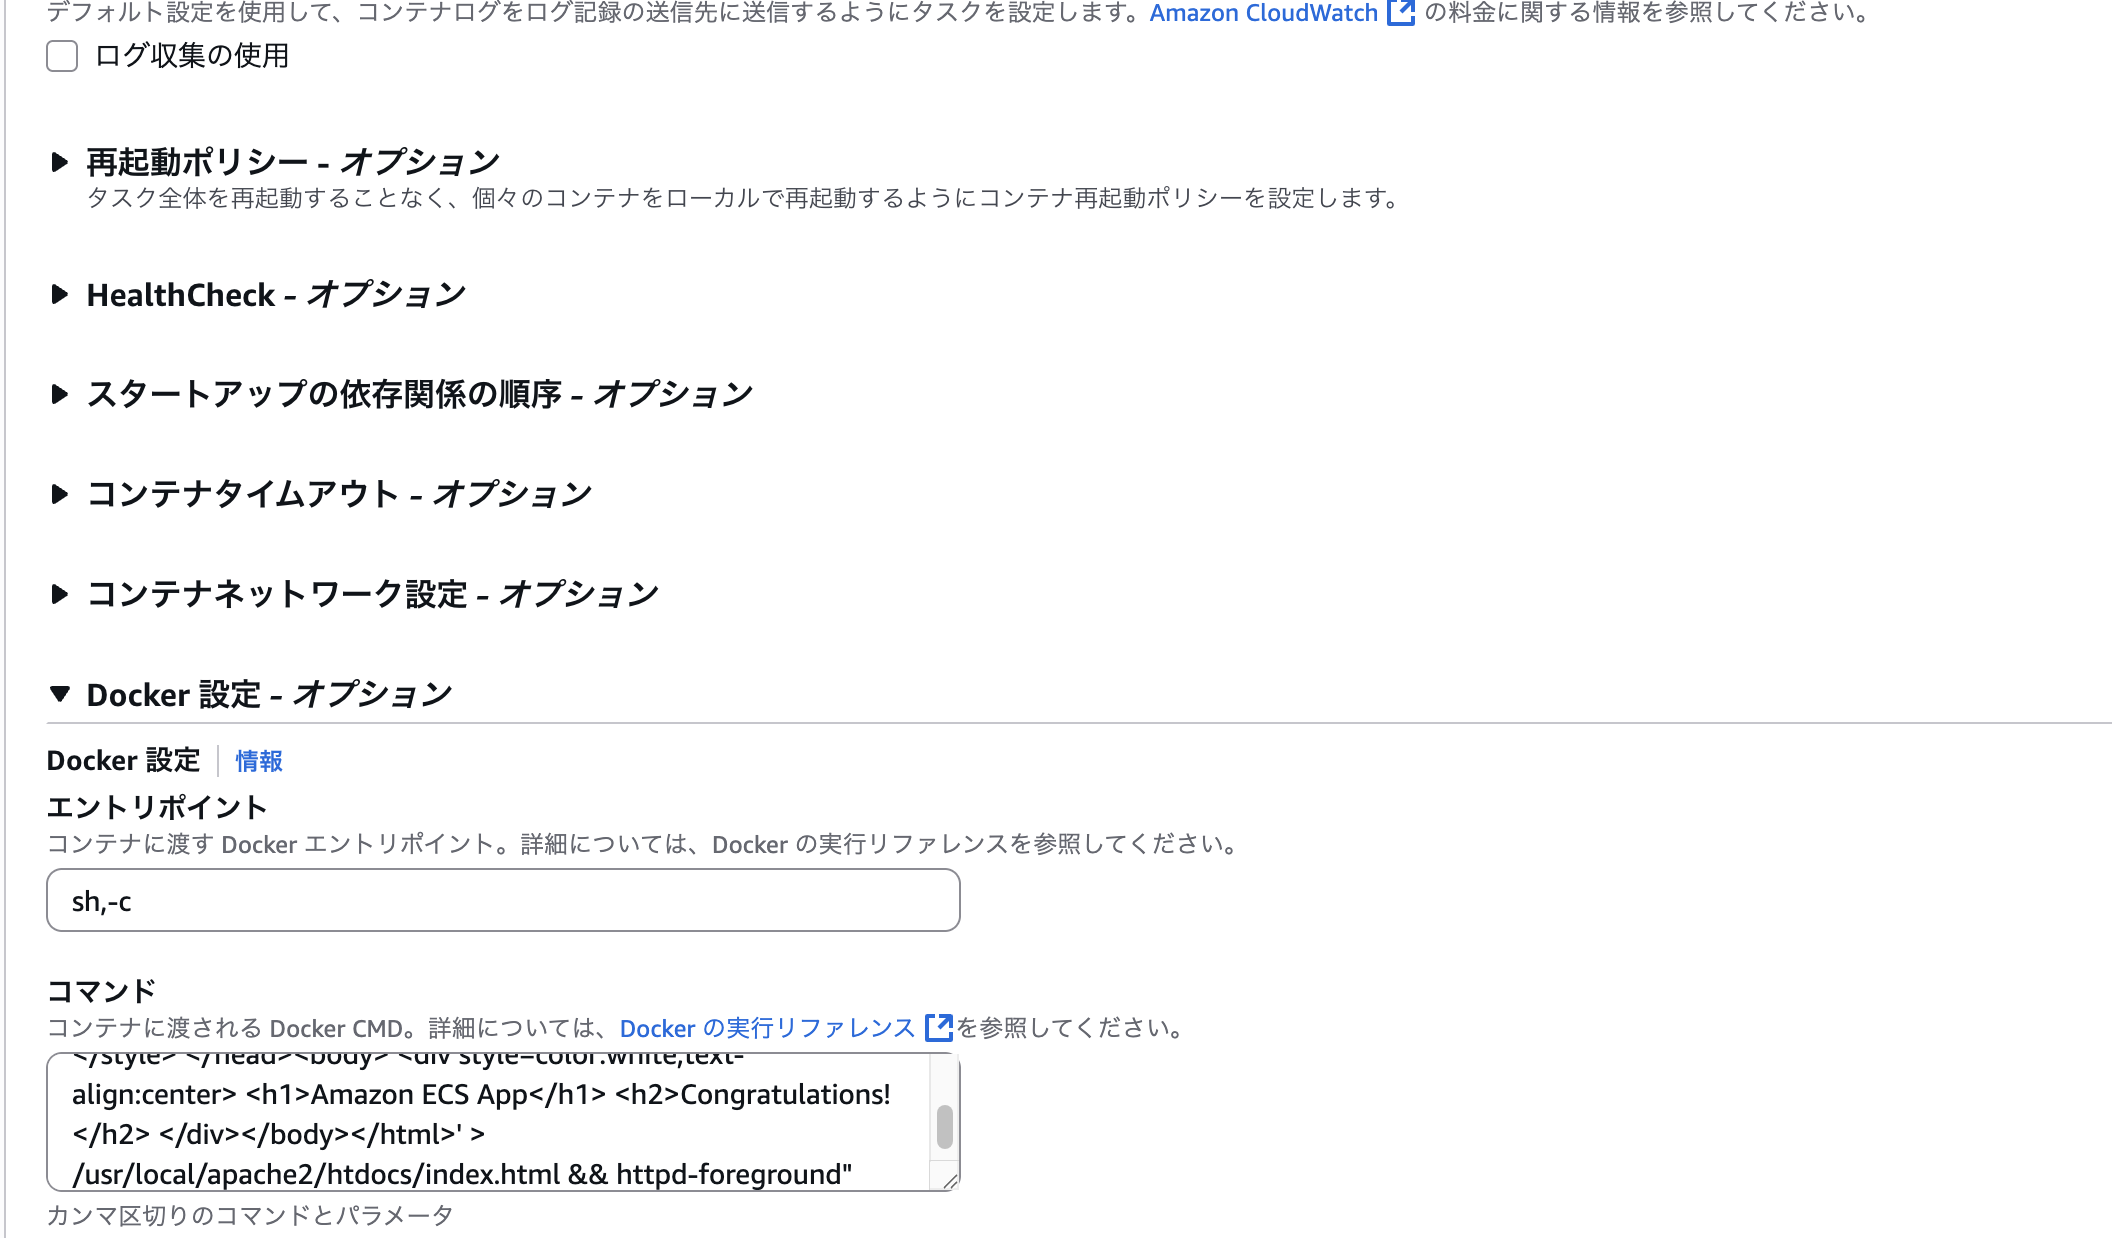 デフォルト設定を使用して、コンテナログをログ記録の送信先に送信するようにタスクを設定します。Amazon CloudWatch の料金に関する情報を参照してください。
ログ収集の使用
再起動ポリシー - オプション
タスク全体を再起動することなく、個々のコンテナをローカルで再起動するようにコンテナ再起動ポリシーを設定します。
HealthCheck - オプション
スタートアップの依存関係の順序 - オプション
コンテナタイムアウト - オプション
コンテナネットワーク設定 - オプション
Docker 設定 - オプション
Docker 設定 情報
エントリポイント
コンテナに渡す Docker エントリポイント。詳細については、Docker の実行リファレンスを参照してください。
sh,-c
コマンド
コンテナに渡される Docker CMD。詳細については、Docker の実行リファレンス を参照してください。
</style> </head><body> <div style=color:white;text-
align:center> <h1>Amazon ECS App</h1> <h2>Congratulations!
</h2> </div></body></html>' >
/usr/local/apache2/htdocs/index.html && httpd-foreground"
カンマ区切りのコマンドとパラメータ